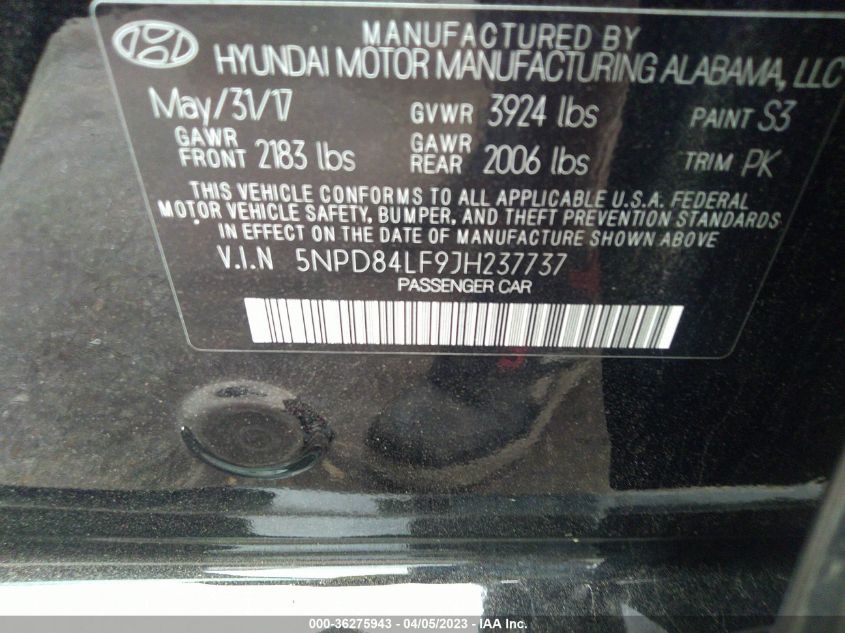 MANUFACTURED BY
HYUNDAI MOTOR MANUFACTURING ALABAMA, LLC
May/31/17 GVWR 3924 lbs PAINT S3
GAWR FRONT 2183 lbs GAWR REAR 2006 lbs TRIM PK
THIS VEHICLE CONFORMS TO ALL APPLICABLE U.S.A. FEDERAL
MOTOR VEHICLE SAFETY, BUMPER, AND THEFT PREVENTION STANDARDS
IN EFFECT ON THE DATE OF MANUFACTURE SHOWN ABOVE
V.I.N 5NPD84LF9JH237737
PASSENGER CAR
000-36275943 - 04/05/2023 - IAA Inc.